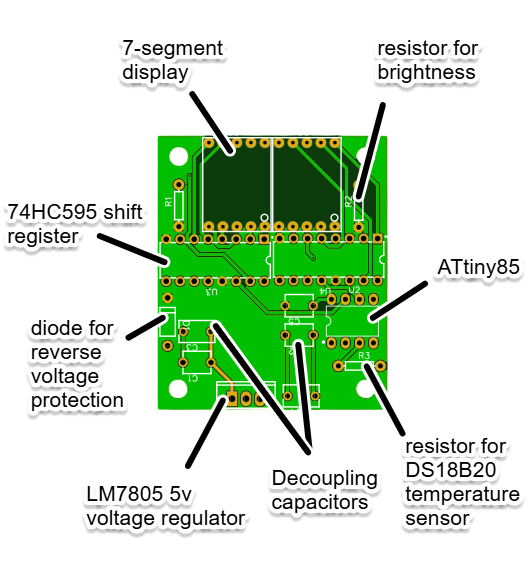 7-segment
display
resistor for
brightness
R1
R2
74HC595 shift
register
ATtiny85
U3
U4
U2
diode for
reverse
voltage
protection
C3
C1
R3
LM7805 5v
voltage regulator
Decoupling
capacitors
resistor for
DS18B20
temperature
sensor